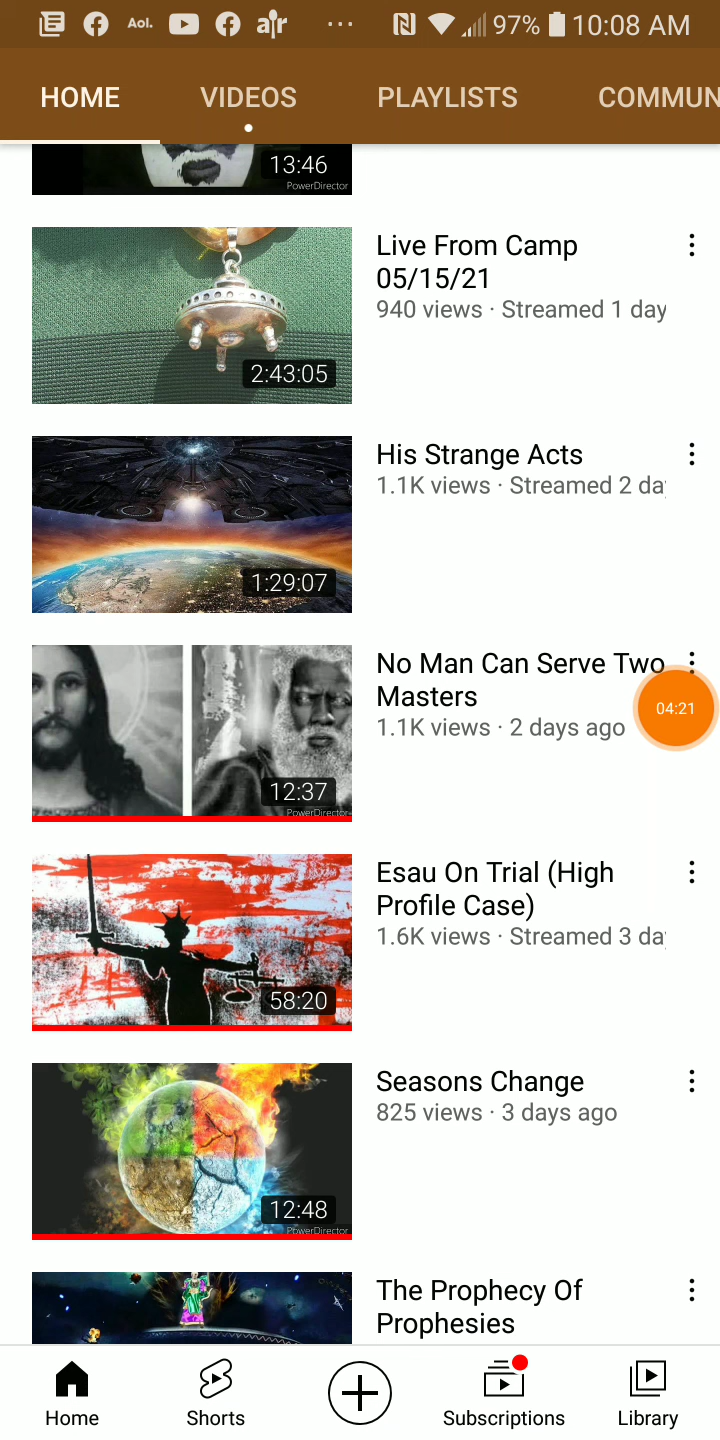 Aol.
a|r
97%
10:08 AM
HOME
VIDEOS
PLAYLISTS
COMMUN
13:46
PowerDirector
Live From Camp
05/15/21
940 views · Streamed 1 day
2:43:05
His Strange Acts
1.1K views · Streamed 2 da
1:29:07
No Man Can Serve Two
Masters
1.1K views · 2 days ago
04:21
12:37
PowerDirector
Esau On Trial (High
Profile Case)
1.6K views · Streamed 3 da
58:20
Seasons Change
825 views · 3 days ago
12:48
PowerDirector
The Prophecy Of
Prophesies
Home
Shorts
Subscriptions
Library